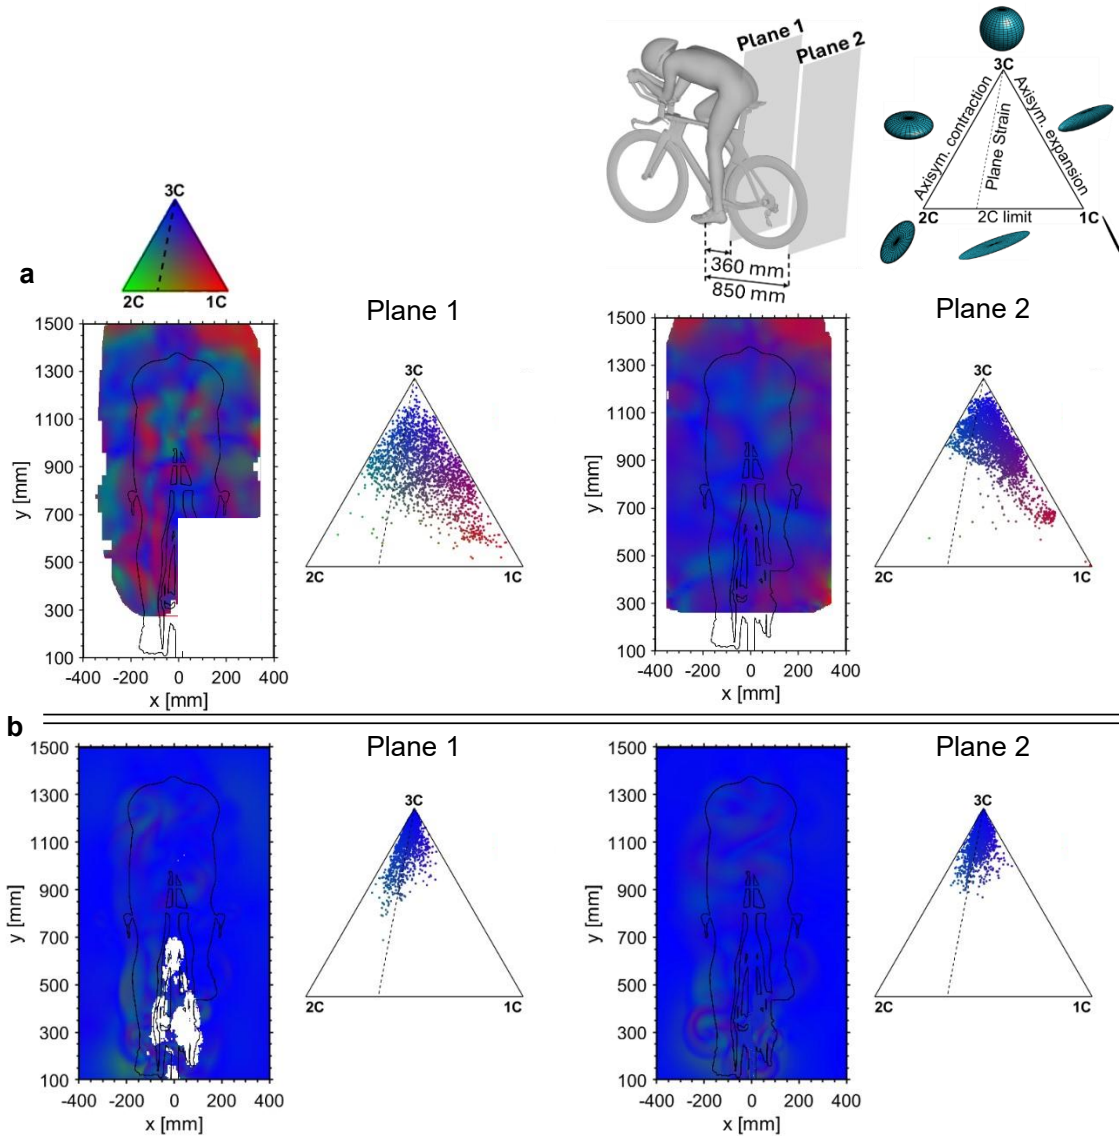 Plane 1
Plane 2
360 mm
850 mm
3C
Axisym. contraction
Plane Strain
Axisym. expansion
2C
2C limit
1C
3C
2C
1C
a
Plane 1
1500
1300
1100
900
700
500
300
100
y [mm]
-400
-200
0
200
400
x [mm]
3C
2C
1C
Plane 2
1500
1300
1100
900
700
500
300
100
y [mm]
-400
-200
0
200
400
x [mm]
3C
2C
1C
b
Plane 1
1500
1300
1100
900
700
500
300
100
y [mm]
-400
-200
0
200
400
x [mm]
3C
2C
1C
Plane 2
1500
1300
1100
900
700
500
300
100
y [mm]
-400
-200
0
200
400
x [mm]
3C
2C
1C